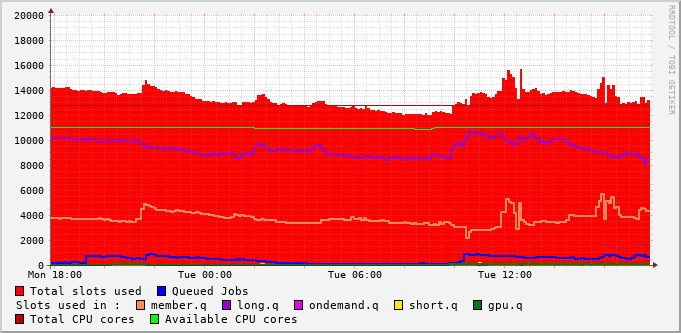 20000
18000
16000
14000
12000
10000
8000
6000
4000
2000
0
Mon 18:00 Tue 00:00 Tue 06:00 Tue 12:00
Total slots used Queued Jobs
Slots used in : member.q long.q ondemand.q short.q gpu.q
Total CPU cores Available CPU cores
RRDTOOL / TOBI OETIKER